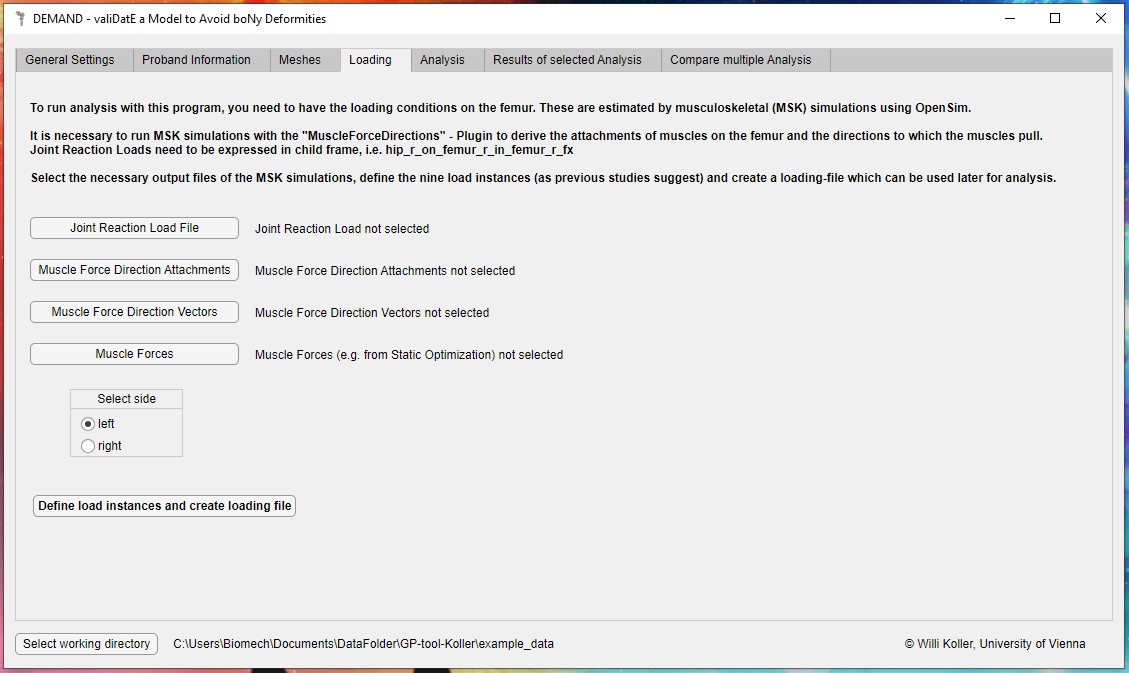 DEMAND - valiDatE a Model to Avoid boNy Deformities
General Settings
Proband Information
Meshes
Loading
Analysis
Results of selected Analysis
Compare multiple Analysis
To run analysis with this program, you need to have the loading conditions on the femur. These are estimated by musculoskeletal (MSK) simulations using OpenSim.
It is necessary to run MSK simulations with the "MuscleForceDirections" - Plugin to derive the attachments of muscles on the femur and the directions to which the muscles pull.
Joint Reaction Loads need to be expressed in child frame, i.e. hip_r_on_femur_r_in_femur_r_fx
Select the necessary output files of the MSK simulations, define the nine load instances (as previous studies suggest) and create a loading-file which can be used later for analysis.
Joint Reaction Load File
Joint Reaction Load not selected
Muscle Force Direction Attachments
Muscle Force Direction Attachments not selected
Muscle Force Direction Vectors
Muscle Force Direction Vectors not selected
Muscle Forces
Muscle Forces (e.g. from Static Optimization) not selected
Select side
left
right
Define load instances and create loading file
Select working directory
C:\Users\Biomech\Documents\DataFolder\GP-tool-Koller\example_data
© Willi Koller, University of Vienna